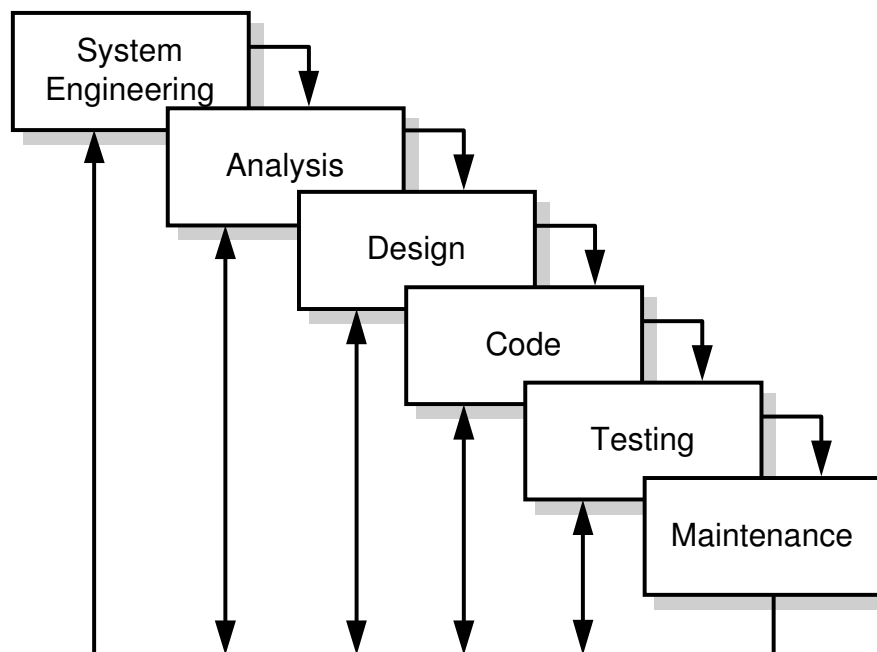 System
Engineering
Analysis
Design
Code
Testing
Maintenance